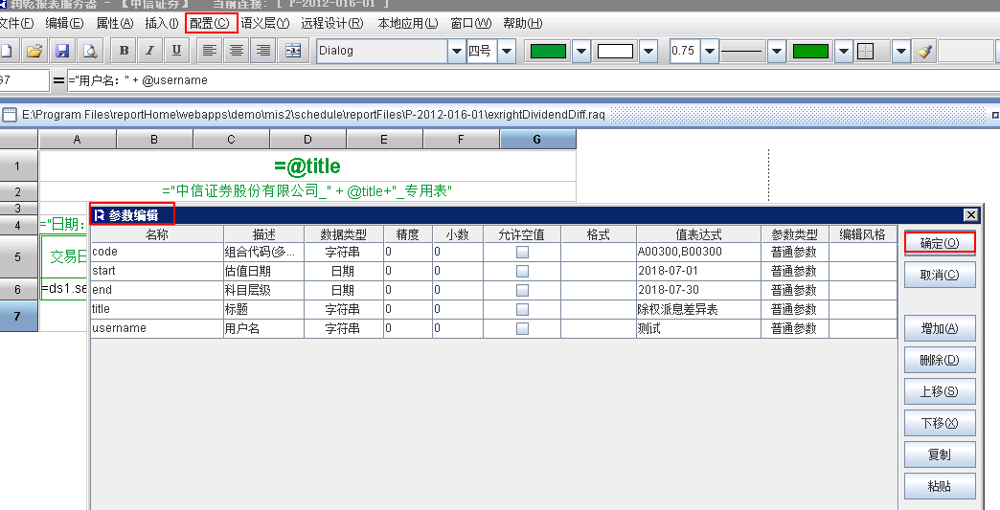 润乾报表服务器 - 【中信证券】 当前连接: [ P-2012-016-01 ]
文件(F) 编辑(E) 属性(A) 插入(I) 配置(C) 语义层(Y) 远程设计(R) 本地应用(L) 窗口(W) 帮助(H)
B I U Dialog 四号 0.75
G7 = ="用户名: " + @username
E:\Program Files\reportHome\webapps\demo\mis2\schedule\reportFiles\P-2012-016-01\exrightDividendDiff.raq
A B C D E F G
1 =@title
2 ="中信证券股份有限公司_" + @title+"_专用表"
3
4 ="日期:
5 交易日
6 =ds1.se
7
参数编辑
名称 描述 数据类型 精度 小数 允许空值 格式 值表达式 参数类型 编辑风格
code 组合代码(多... 字符串 0 0 A00300,B00300 普通参数
start 估值日期 日期 0 0 2018-07-01 普通参数
end 科目层级 日期 0 0 2018-07-30 普通参数
title 标题 字符串 0 0 除权派息差异表 普通参数
username 用户名 字符串 0 0 测试 普通参数
确定(O)
取消(C)
增加(A)
删除(D)
上移(S)
下移(X)
复制
粘贴